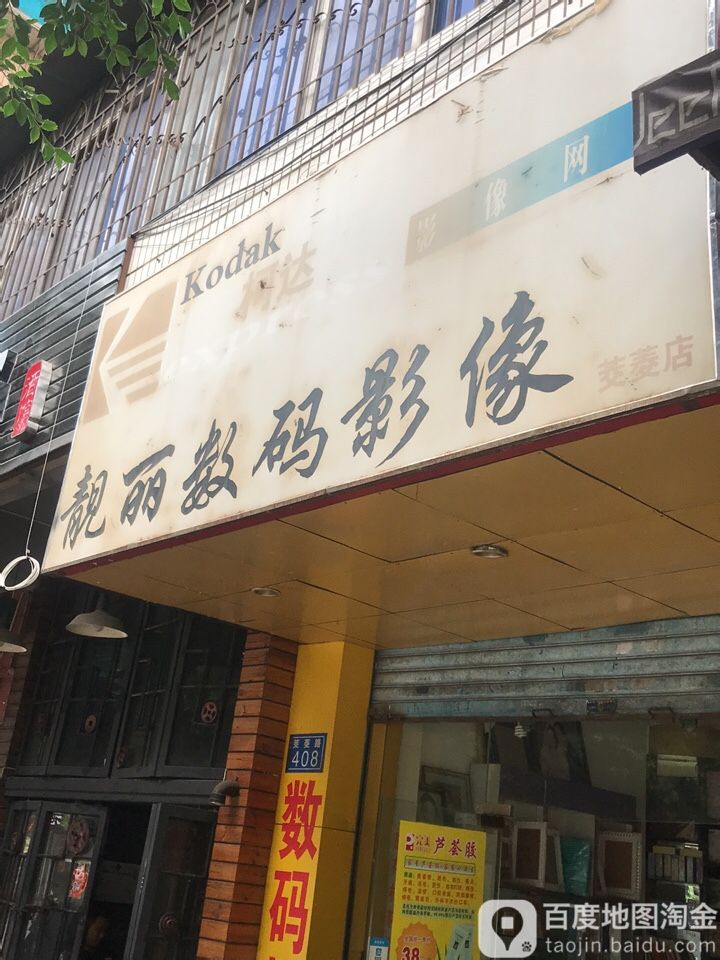 Kodak
柯达
express
影像网
靓丽数码影像
茭菱店
茭菱路
408
数码
芦荟胶
38
百度地图淘金
taojin.baidu.com